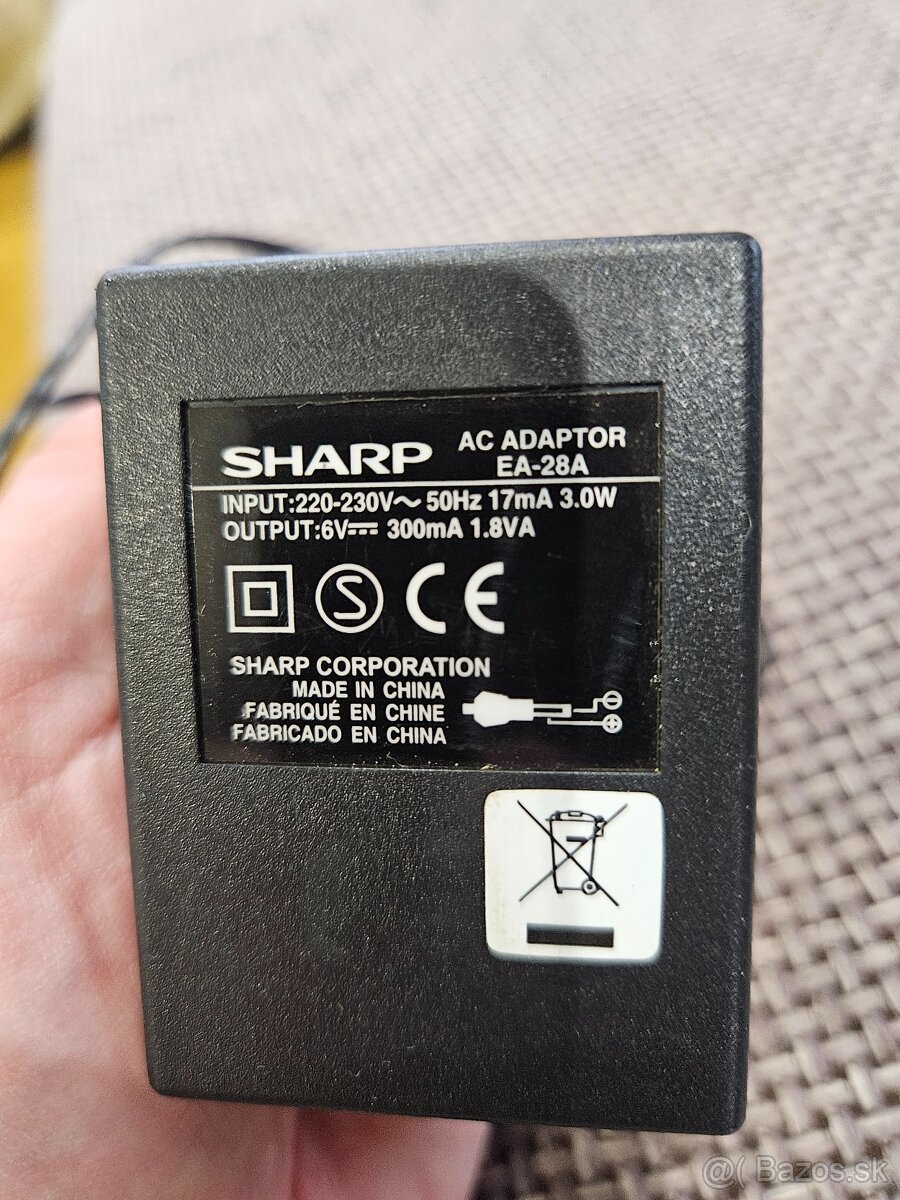 SHARP AC ADAPTOR
EA-28A
INPUT:220-230V～ 50Hz 17mA 3.0W
OUTPUT:6V⎓ 300mA 1.8VA
S CE
SHARP CORPORATION
MADE IN CHINA
FABRIQUÉ EN CHINE
FABRICADO EN CHINA
@( Bazos.sk